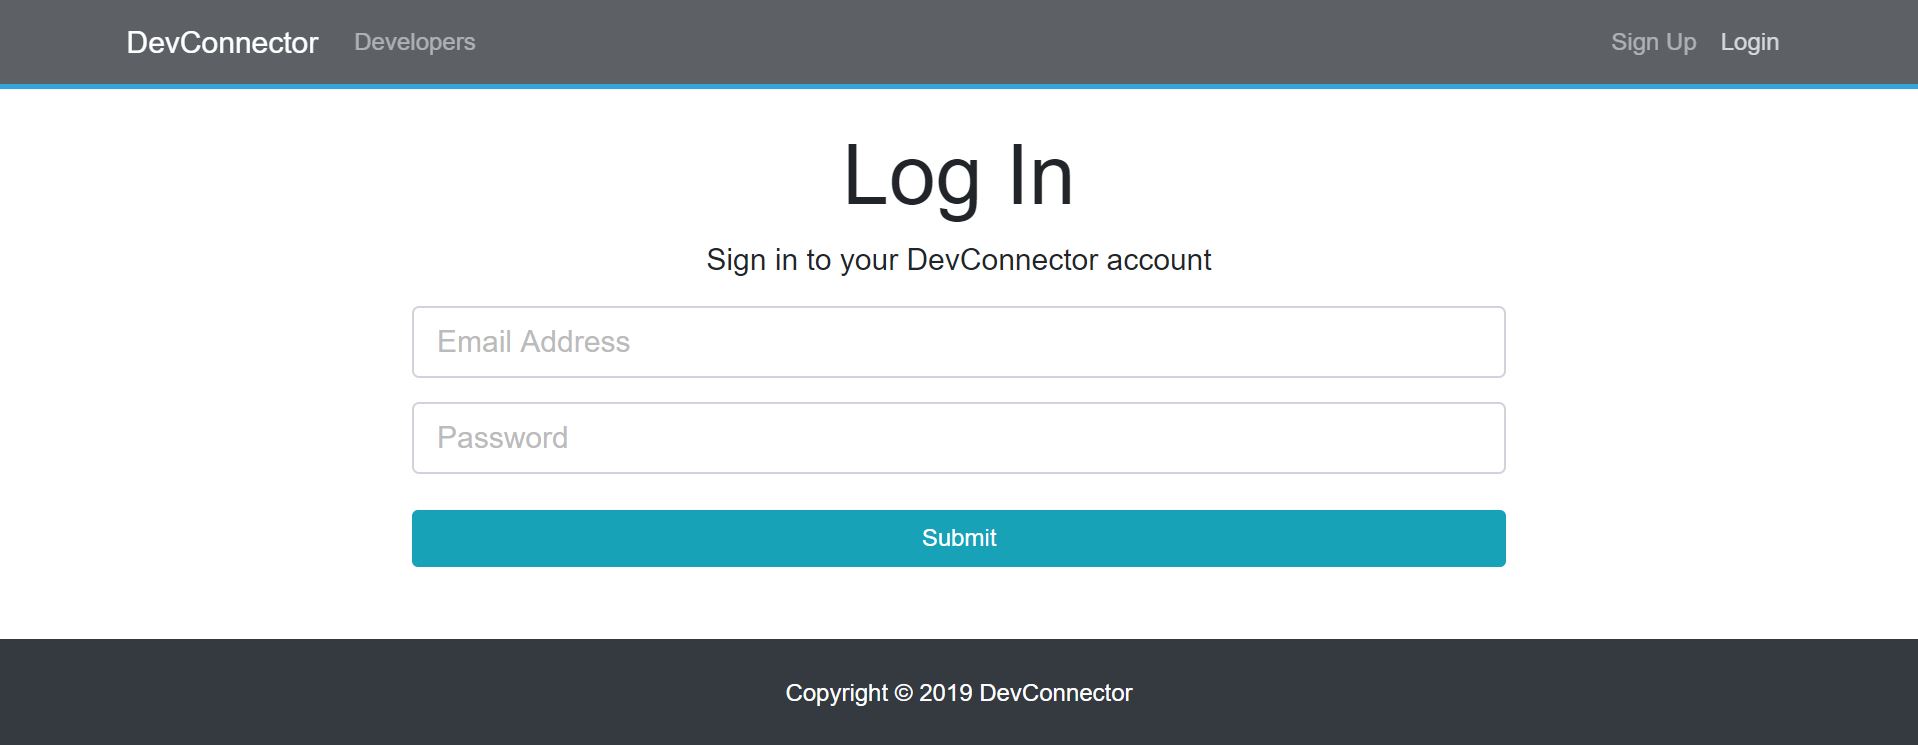 DevConnector Developers Sign Up Login
Log In
Sign in to your DevConnector account
Email Address
Password
Submit
Copyright © 2019 DevConnector